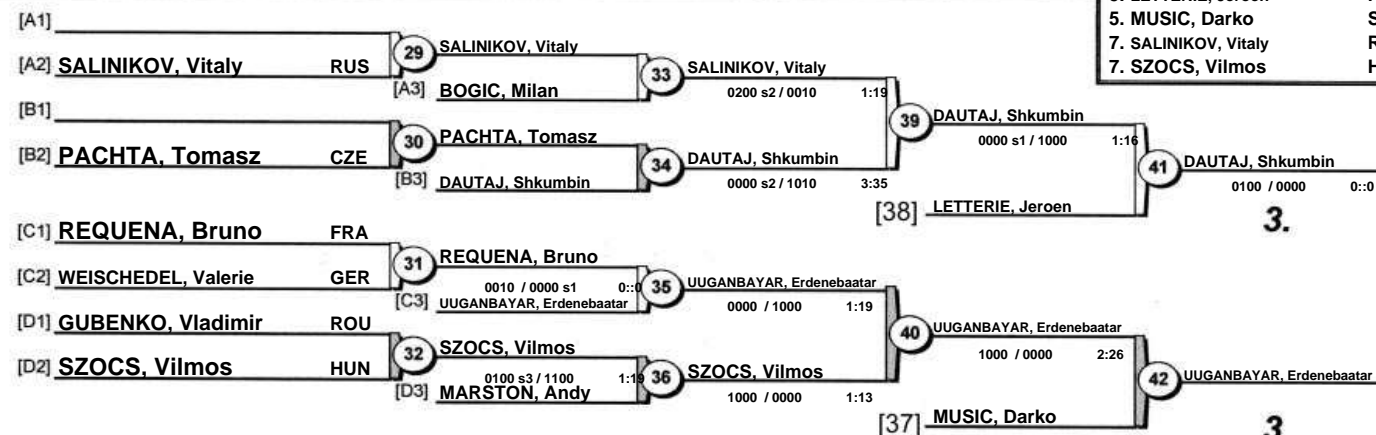 5. MUSIC, Darko S
7. SALINIKOV, Vitaly R
7. SZOCS, Vilmos H
[A1]
[A2] SALINIKOV, Vitaly RUS
29
SALINIKOV, Vitaly
[A3] BOGIC, Milan
33
SALINIKOV, Vitaly
0200 s2 / 0010 1:19
[B1]
[B2] PACHTA, Tomasz CZE
30
PACHTA, Tomasz
[B3] DAUTAJ, Shkumbin
34
DAUTAJ, Shkumbin
0000 s2 / 1010 3:35
39
DAUTAJ, Shkumbin
0000 s1 / 1000 1:16
[38] LETTERIE, Jeroen
41
DAUTAJ, Shkumbin
0100 / 0000 0::0
3.
[C1] REQUENA, Bruno FRA
[C2] WEISCHEDEL, Valerie GER
31
REQUENA, Bruno
0010 / 0000 s1 0::0
[C3] UUGANBAYAR, Erdenebaatar
35
UUGANBAYAR, Erdenebaatar
0000 / 1000 1:19
[D1] GUBENKO, Vladimir ROU
[D2] SZOCS, Vilmos HUN
32
SZOCS, Vilmos
0100 s3 / 1100 1:19
[D3] MARSTON, Andy
36
SZOCS, Vilmos
1000 / 0000 1:13
40
UUGANBAYAR, Erdenebaatar
1000 / 0000 2:26
[37] MUSIC, Darko
42
UUGANBAYAR, Erdenebaatar
3